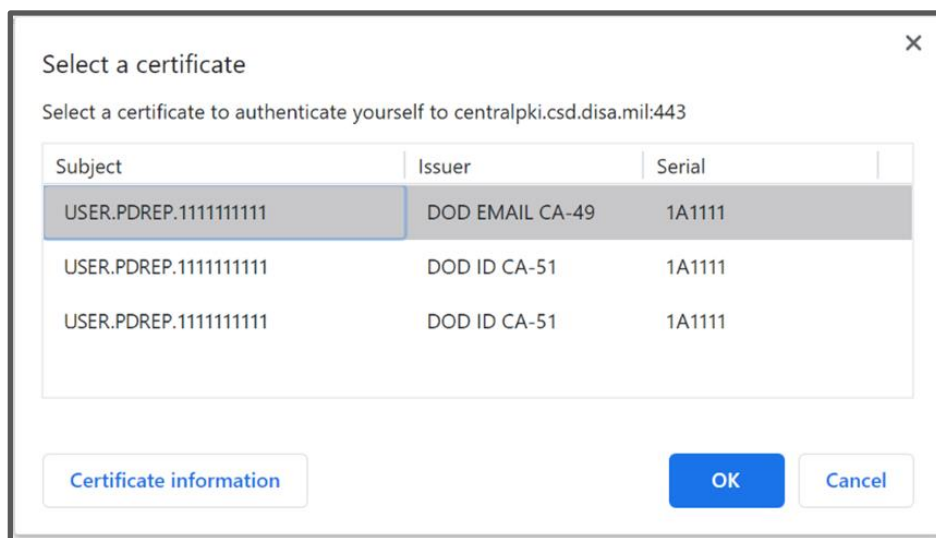 Select a certificate
Select a certificate to authenticate yourself to centralpki.csd.disa.mil:443
Subject Issuer Serial
USER.PDREP.1111111111 DOD EMAIL CA-49 1A1111
USER.PDREP.1111111111 DOD ID CA-51 1A1111
USER.PDREP.1111111111 DOD ID CA-51 1A1111
Certificate information OK Cancel